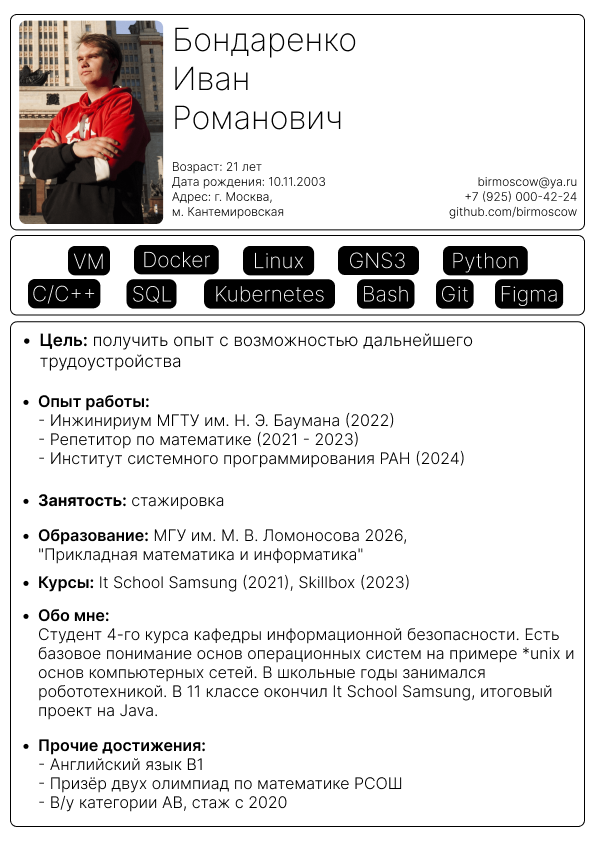 Бондаренко
Иван
Романович
Возраст: 21 лет
Дата рождения: 10.11.2003
Адрес: г. Москва,
м. Кантемировская
birmoscow@ya.ru
+7 (925) 000-42-24
github.com/birmoscow
VM Docker Linux GNS3 Python
C/C++ SQL Kubernetes Bash Git Figma
• Цель: получить опыт с возможностью дальнейшего
трудоустройства
• Опыт работы:
- Инжинириум МГТУ им. Н. Э. Баумана (2022)
- Репетитор по математике (2021 - 2023)
- Институт системного программирования РАН (2024)
• Занятость: стажировка
• Образование: МГУ им. М. В. Ломоносова 2026,
"Прикладная математика и информатика"
• Курсы: It School Samsung (2021), Skillbox (2023)
• Обо мне:
Студент 4-го курса кафедры информационной безопасности. Есть
базовое понимание основ операционных систем на примере *unix и
основ компьютерных сетей. В школьные годы занимался
робототехникой. В 11 классе окончил It School Samsung, итоговый
проект на Java.
• Прочие достижения:
- Английский язык B1
- Призёр двух олимпиад по математике РСОШ
- В/у категории АВ, стаж с 2020